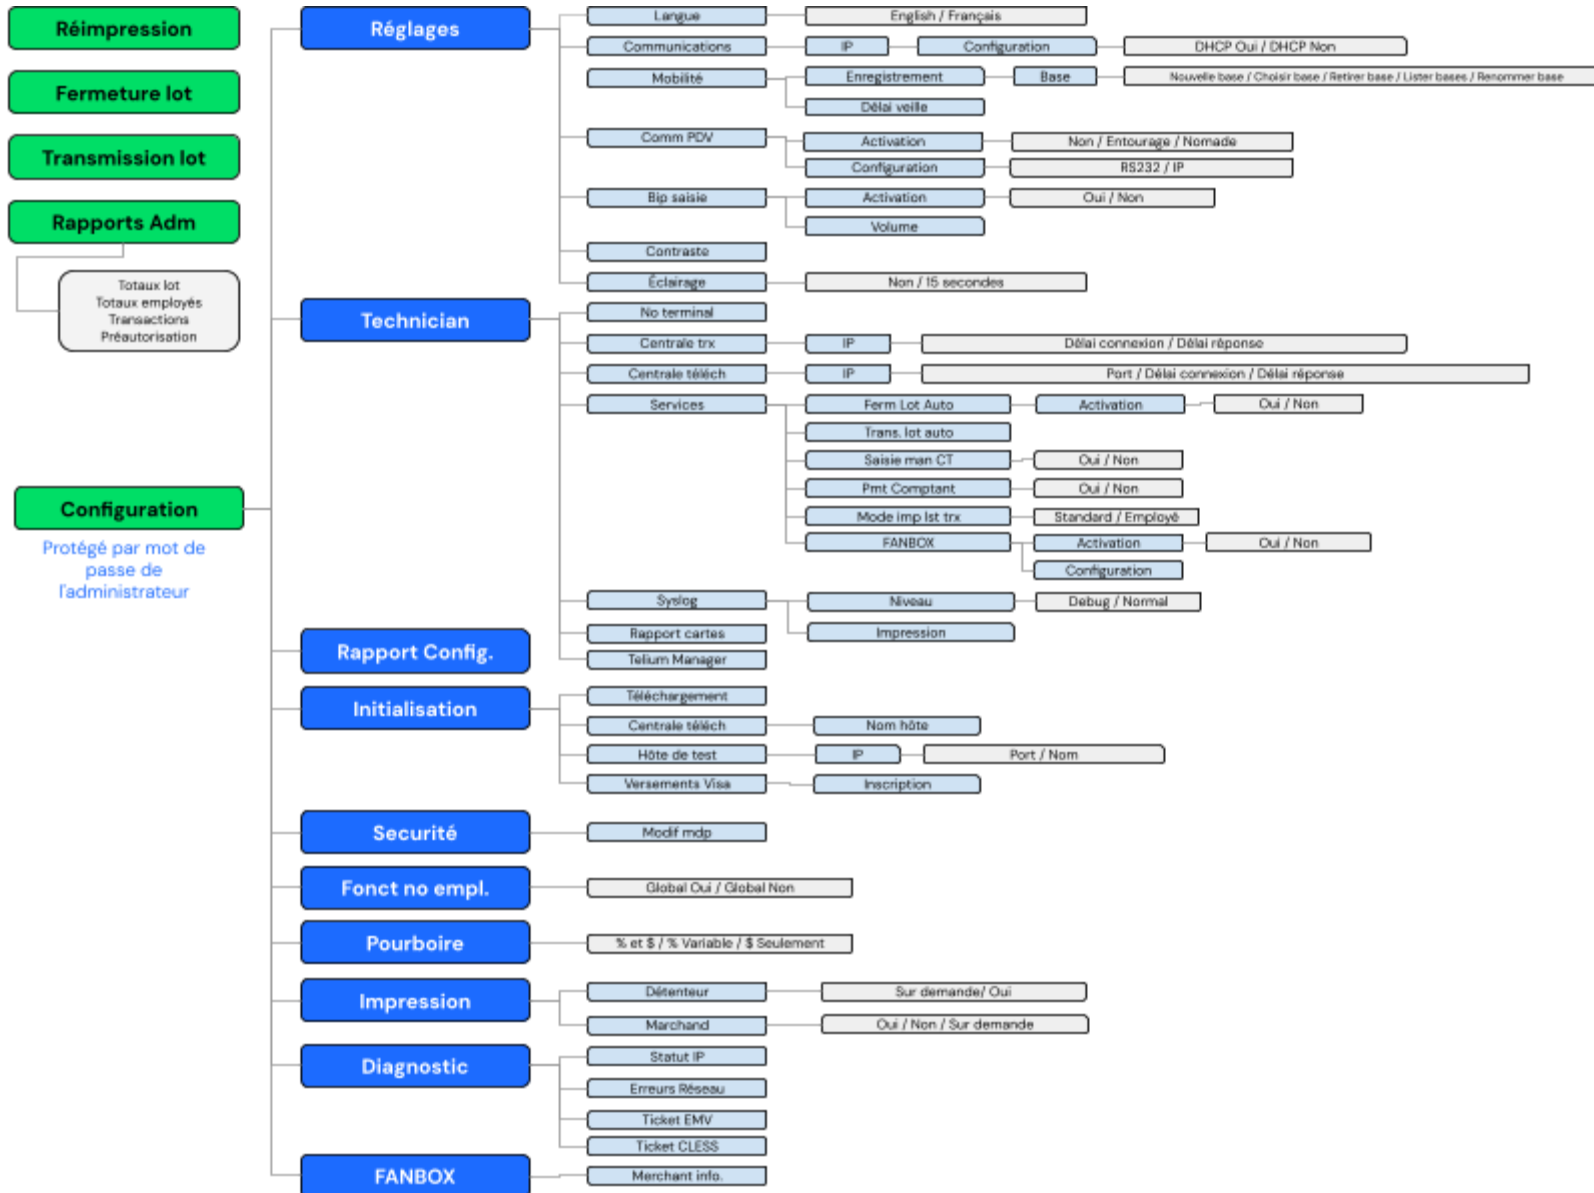 Réimpression
Fermeture lot
Transmission lot
Rapports Adm
Totaux lot
Totaux employés
Transactions
Préautorisation
Configuration
Protégé par mot de
passe de
l'administrateur
Réglages
Langue
English / Français
Communications
IP
Configuration
DHCP Oui / DHCP Non
Mobilité
Enregistrement
Base
Nouvelle base / Choisir base / Retirer base / Lister bases / Renommer base
Délai veille
Comm PDV
Activation
Non / Entourage / Nomade
Configuration
RS232 / IP
Bip saisie
Activation
Oui / Non
Volume
Contraste
Éclairage
Non / 15 secondes
Technician
No terminal
Centrale trx
IP
Délai connexion / Délai réponse
Centrale téléch
IP
Port / Délai connexion / Délai réponse
Services
Ferm Lot Auto
Activation
Oui / Non
Trans. lot auto
Saisie man CT
Oui / Non
Pmt Comptant
Oui / Non
Mode imp lst trx
Standard / Employé
FANBOX
Activation
Oui / Non
Configuration
Syslog
Niveau
Debug / Normal
Impression
Rapport cartes
Telium Manager
Rapport Config.
Initialisation
Téléchargement
Centrale téléch
Nom hôte
Hôte de test
IP
Port / Nom
Versements Visa
Inscription
Securité
Modif mdp
Fonct no empl.
Global Oui / Global Non
Pourboire
% et $ / % Variable / $ Seulement
Impression
Détenteur
Sur demande/ Oui
Marchand
Oui / Non / Sur demande
Diagnostic
Statut IP
Erreurs Réseau
Ticket EMV
Ticket CLESS
FANBOX
Merchant info.